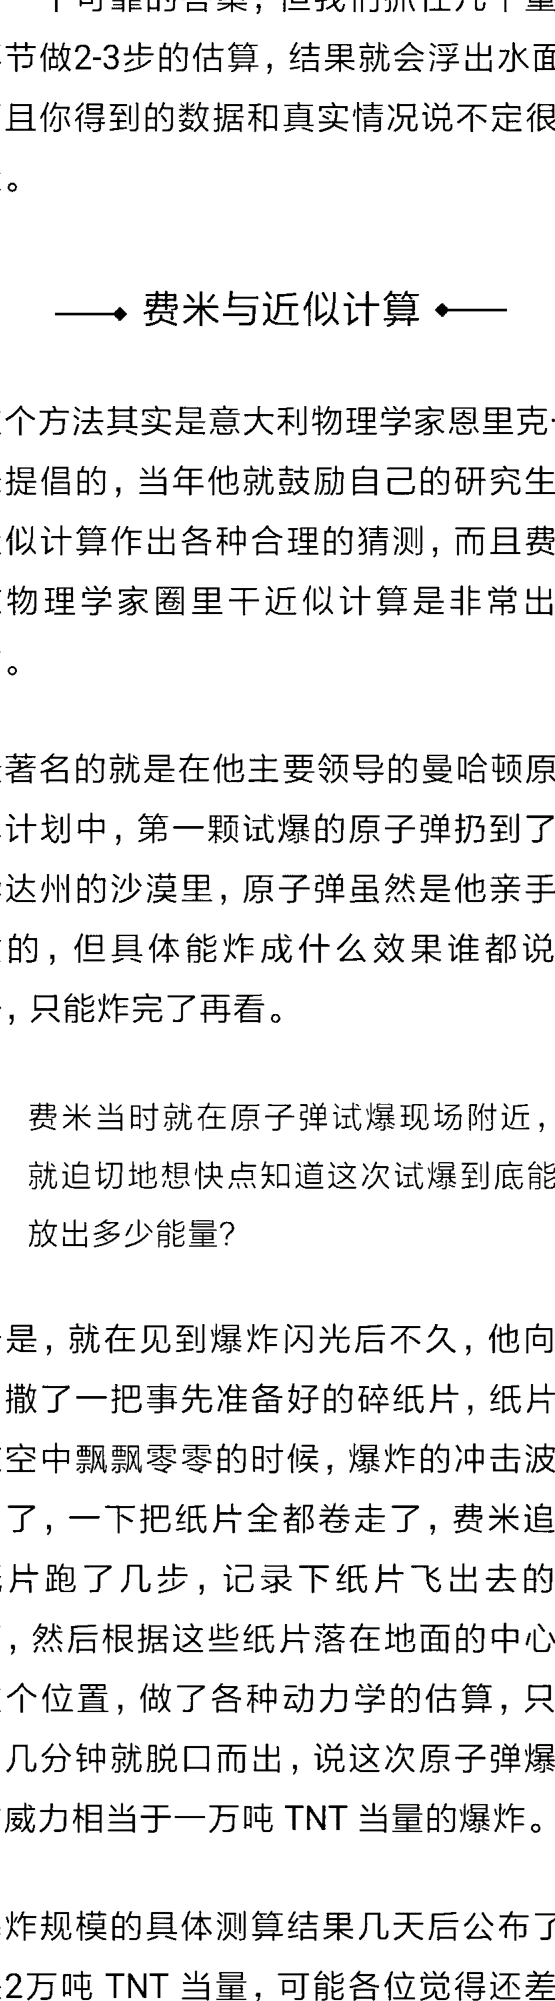 个可靠的答案，但我们抓住几个重
节做2-3步的估算，结果就会浮出水面
且你得到的数据和真实情况说不定很
。
费米与近似计算
个方法其实是意大利物理学家恩里克·
提倡的，当年他就鼓励自己的研究生
似计算作出各种合理的猜测，而且费
物理学家圈里干近似计算是非常出
。
著名的就是在他主要领导的曼哈顿原
计划中，第一颗试爆的原子弹扔到了
达州的沙漠里，原子弹虽然是他亲手
的，但具体能炸成什么效果谁都说
，只能炸完了再看。
费米当时就在原子弹试爆现场附近，
就迫切地想快点知道这次试爆到底能
放出多少能量？
是，就在见到爆炸闪光后不久，他向
撒了一把事先准备好的碎纸片，纸片
空中飘飘零零的时候，爆炸的冲击波
了，一下把纸片全都卷走了，费米追
片跑了几步，记录下纸片飞出去的
，然后根据这些纸片落在地面的中心
个位置，做了各种动力学的估算，只
几分钟就脱口而出，说这次原子弹爆
威力相当于一万吨 TNT 当量的爆炸。
炸规模的具体测算结果几天后公布了
2万吨 TNT 当量，可能各位觉得还差